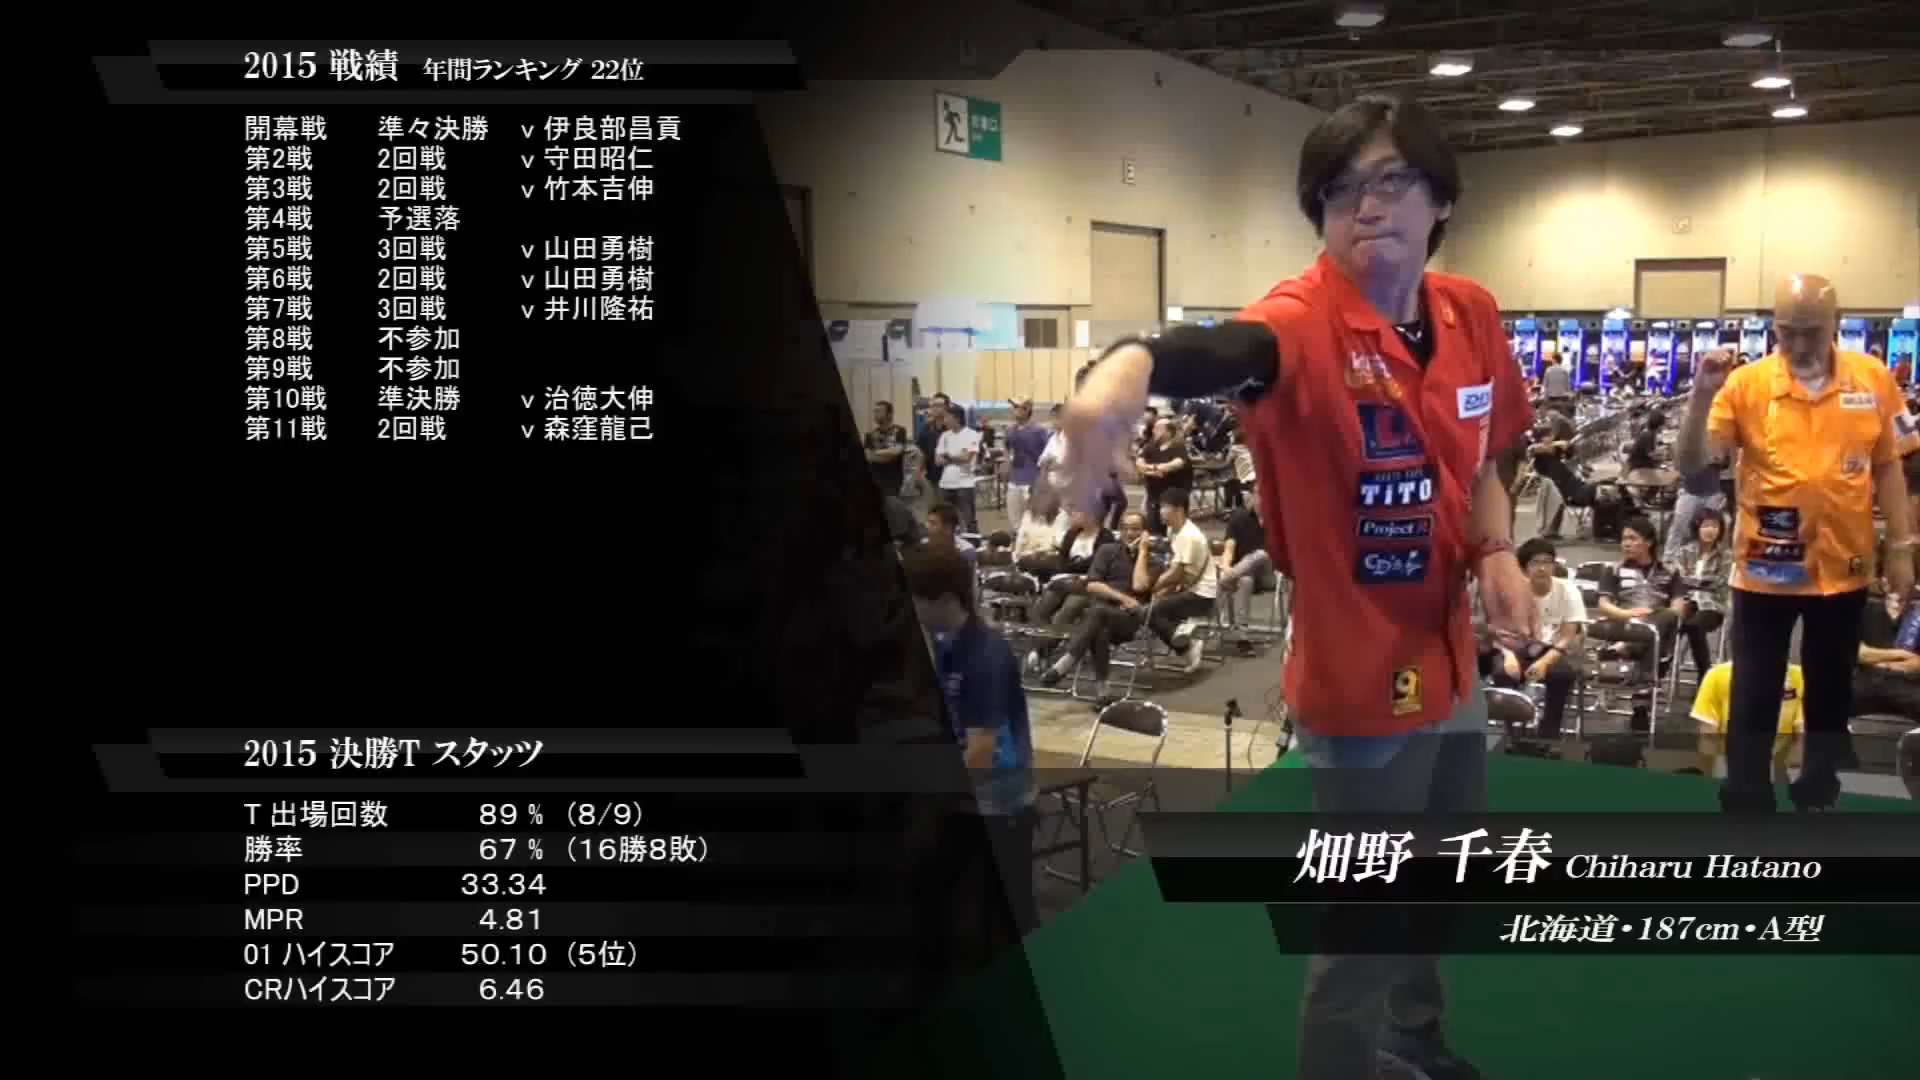 2015 戦績 年間ランキング 22位
開幕戦 準々決勝 v 伊良部昌貢
第2戦 2回戦 v 守田昭仁
第3戦 2回戦 v 竹本吉伸
第4戦 予選落
第5戦 3回戦 v 山田勇樹
第6戦 2回戦 v 山田勇樹
第7戦 3回戦 v 井川隆祐
第8戦 不参加
第9戦 不参加
第10戦 準決勝 v 治徳大伸
第11戦 2回戦 v 森窪龍己
2015 決勝T スタッツ
T 出場回数 89 % (8/9)
勝率 67 % (16勝8敗)
PPD 33.34
MPR 4.81
01 ハイスコア 50.10 (5位)
CRハイスコア 6.46
TiTO
Project
9
畑野 千春 Chiharu Hatano
北海道・187cm・A型